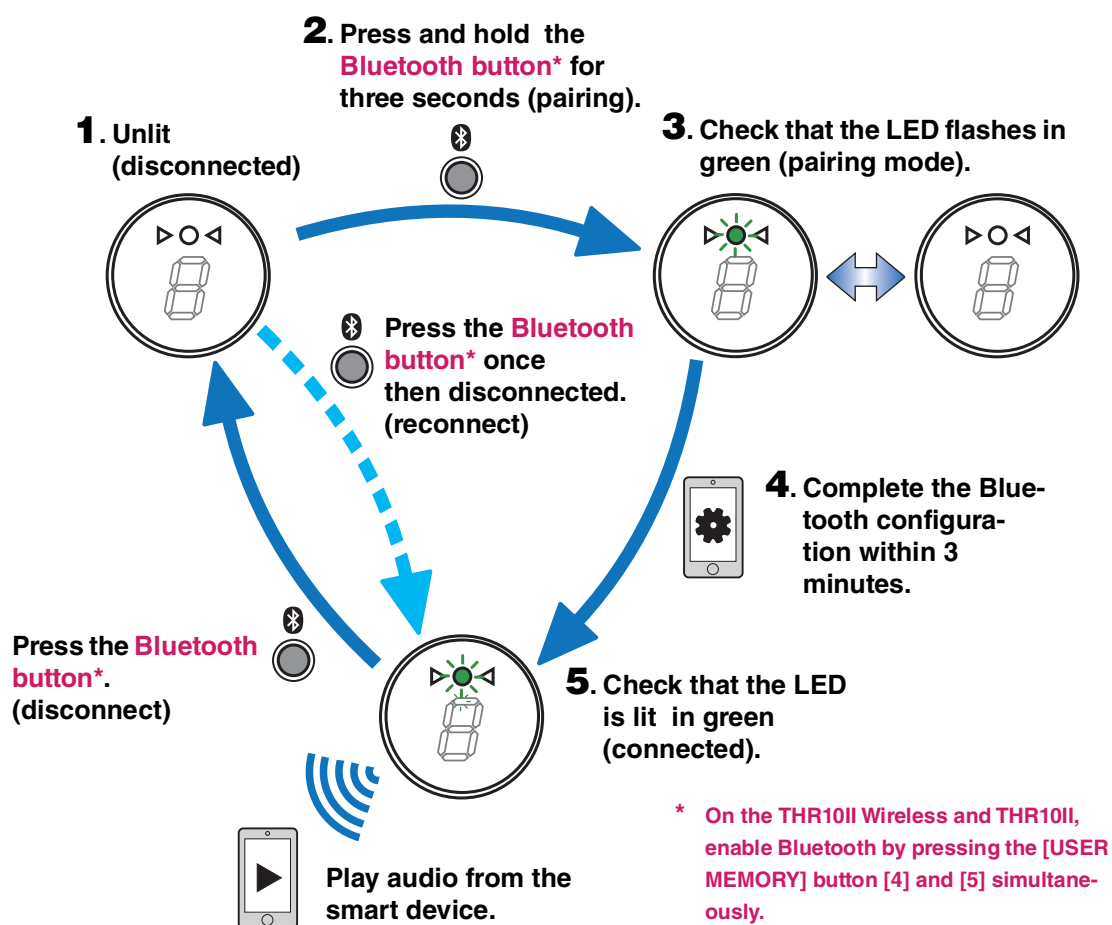 2. Press and hold the
Bluetooth button* for
three seconds (pairing).
1. Unlit
(disconnected)
3. Check that the LED flashes in
green (pairing mode).
Press the Bluetooth
button* once
then disconnected.
(reconnect)
4. Complete the Blue-
tooth configura-
tion within 3
minutes.
Press the Bluetooth
button*.
(disconnect)
5. Check that the LED
is lit in green
(connected).
Play audio from the
smart device.
* On the THR10II Wireless and THR10II,
enable Bluetooth by pressing the [USER
MEMORY] button [4] and [5] simultane-
ously.